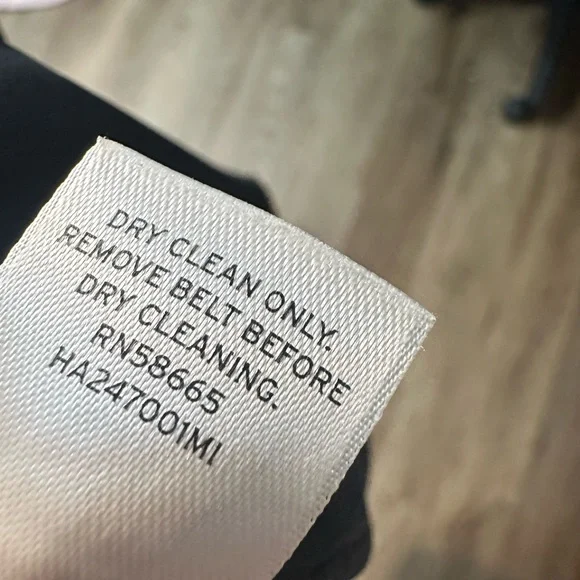 DRY CLEAN ONLY.
REMOVE BELT BEFORE
DRY CLEANING.
RN58665
HA247001MI